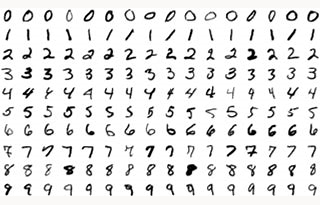 0 0 0 0 0 0 0 0 0 0 0 0 0 0 0 0
1 1 1 1 1 1 1 1 1 1 1 1 1 1 1 1
2 2 2 2 2 2 2 2 2 2 2 2 2 2 2 2
3 3 3 3 3 3 3 3 3 3 3 3 3 3 3 3
4 4 4 4 4 4 4 4 4 4 4 4 4 4 4 4
5 5 5 5 5 5 5 5 5 5 5 5 5 5 5 5
6 6 6 6 6 6 6 6 6 6 6 6 6 6 6 6
7 7 7 7 7 7 7 7 7 7 7 7 7 7 7 7
8 8 8 8 8 8 8 8 8 8 8 8 8 8 8 8
9 9 9 9 9 9 9 9 9 9 9 9 9 9 9 9